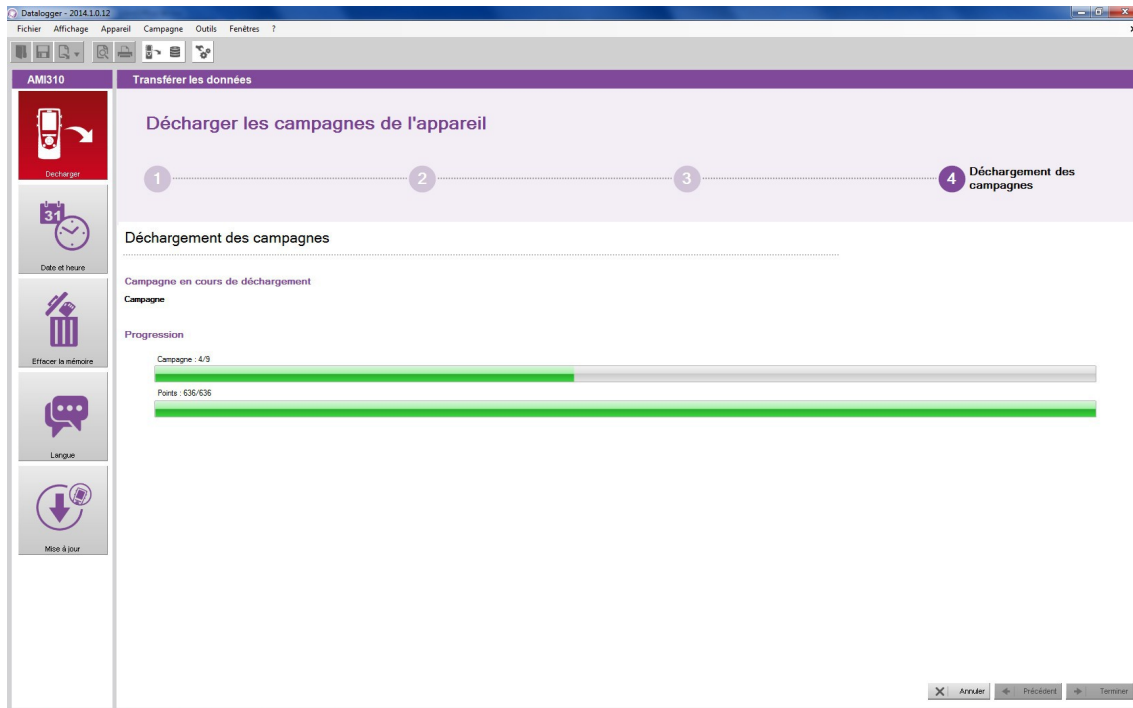 Datalogger - 2014.1.0.12
Fichier Affichage Appareil Campagne Outils Fenêtres ?
AMI310
Transférer les données
Décharger les campagnes de l'appareil
1
2
3
4
Déchargement des
campagnes
Decharger
31
Date et heure
Effacer la mémoire
Langue
Mise à jour
Déchargement des campagnes
Campagne en cours de déchargement
Campagne
Progression
Campagne : 4/9
Points : 636/636
Annuler
Précédent
Terminer